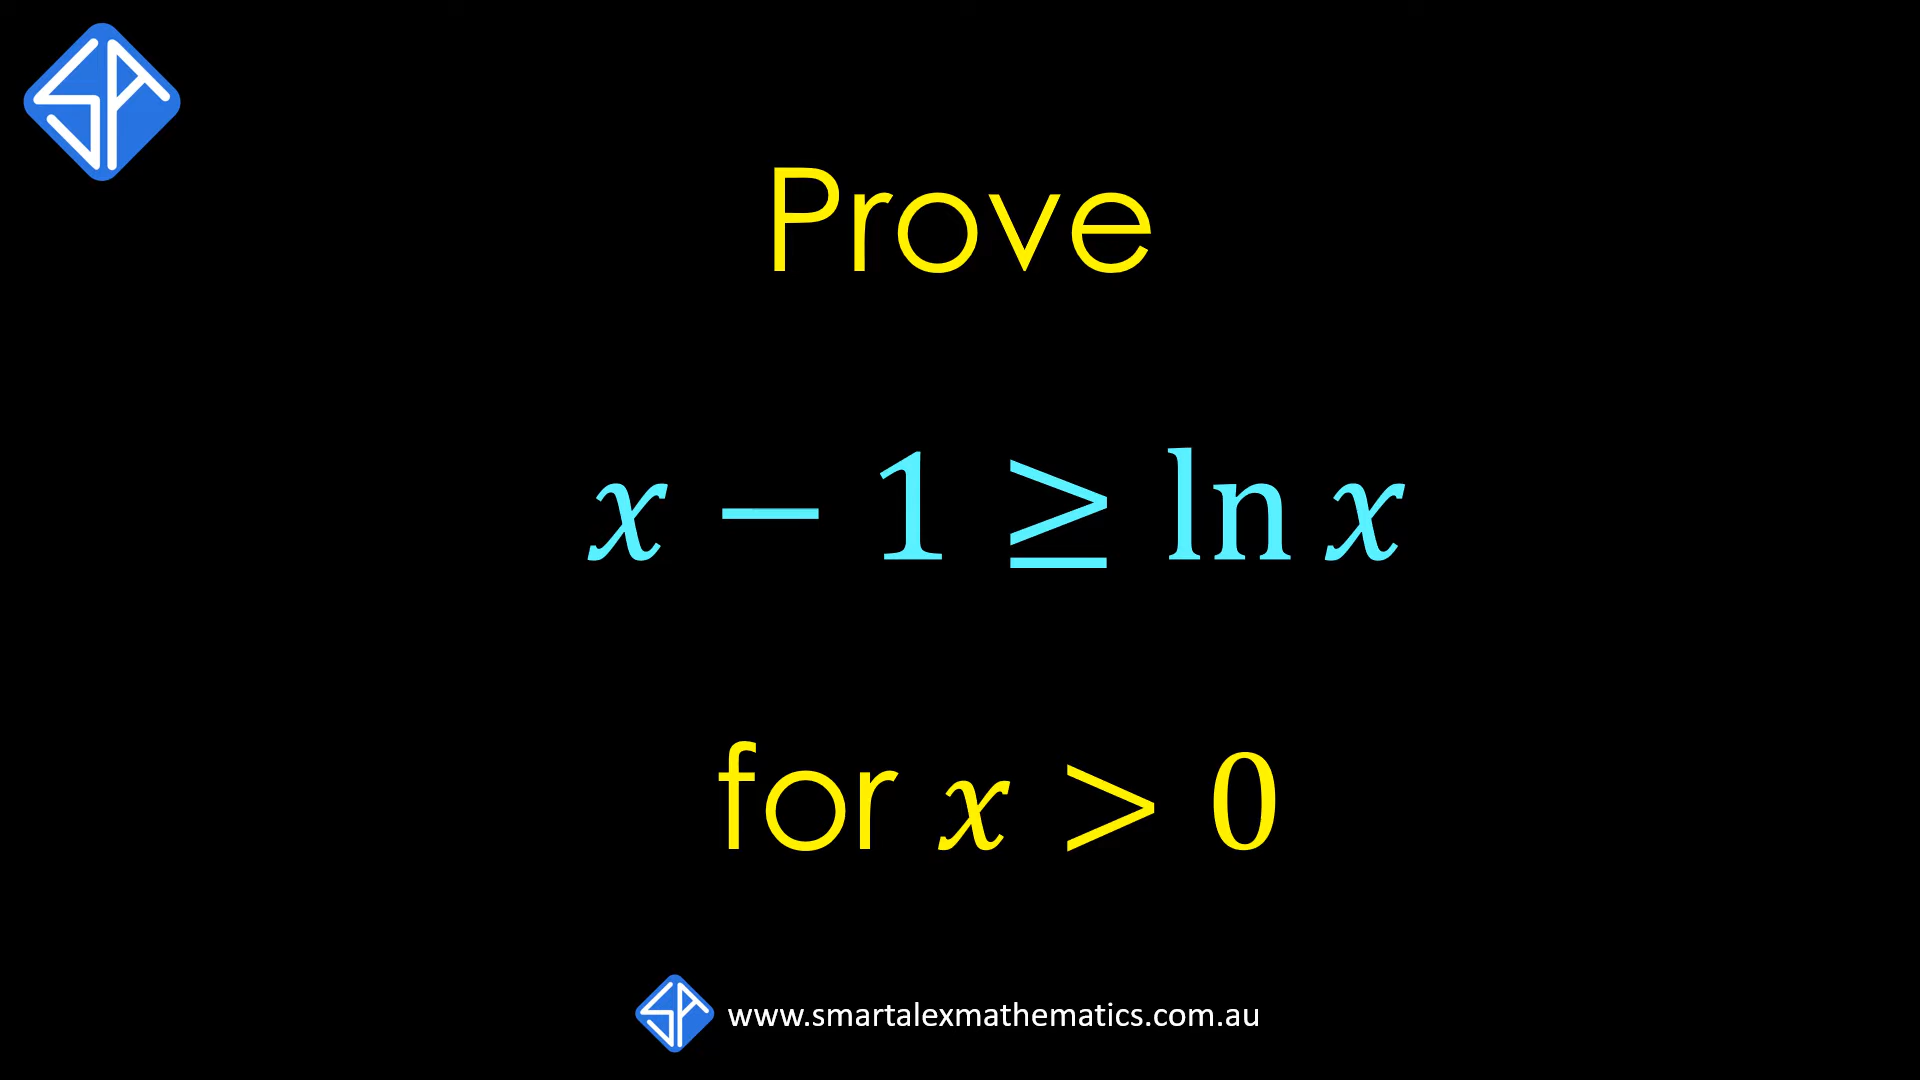 Prove
x − 1 ≥ ln x
for x > 0
www.smartalexmathematics.com.au